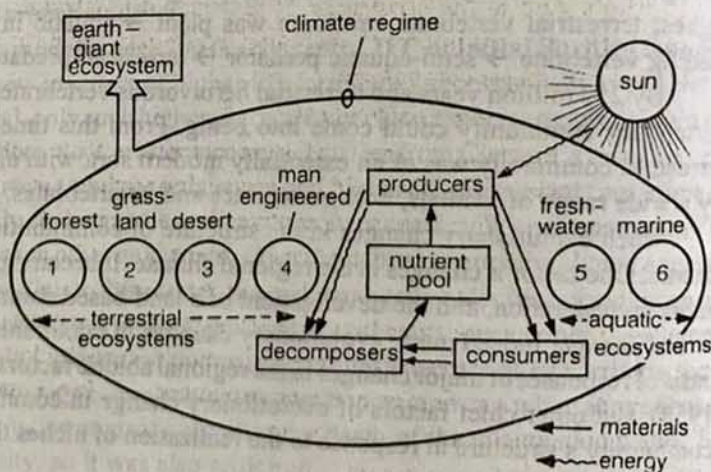 earth–
giant
ecosystem
climate regime
sun
man
engineered
producers
grass-
forest land desert
fresh-
water marine
1 2 3 4
nutrient
pool
5 6
terrestrial
ecosystems
aquatic
ecosystems
decomposers
consumers
materials
energy